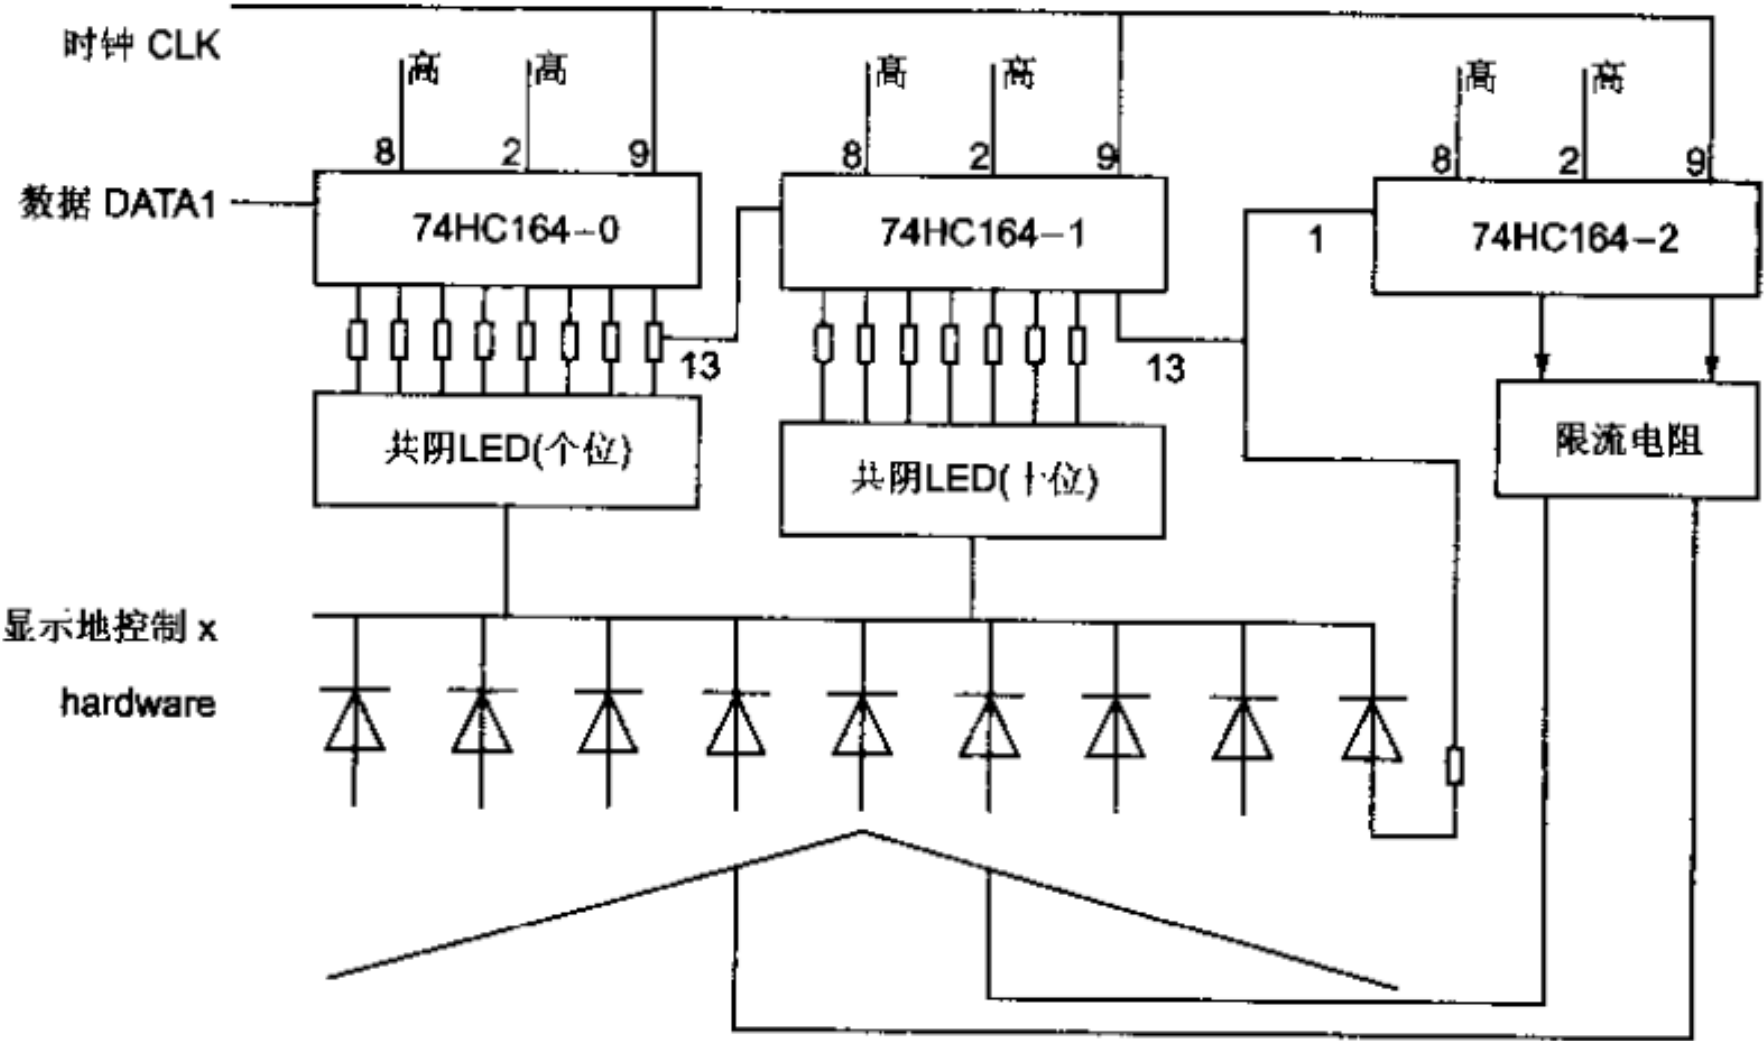 时钟 CLK
高 高 高 高 高 高
8 2 9 8 2 9 8 2 9
数据 DATA1
74HC164-0 74HC164-1 1 74HC164-2
13 13
共阴LED(个位) 共阴LED(十位) 限流电阻
显示地控制 x
hardware